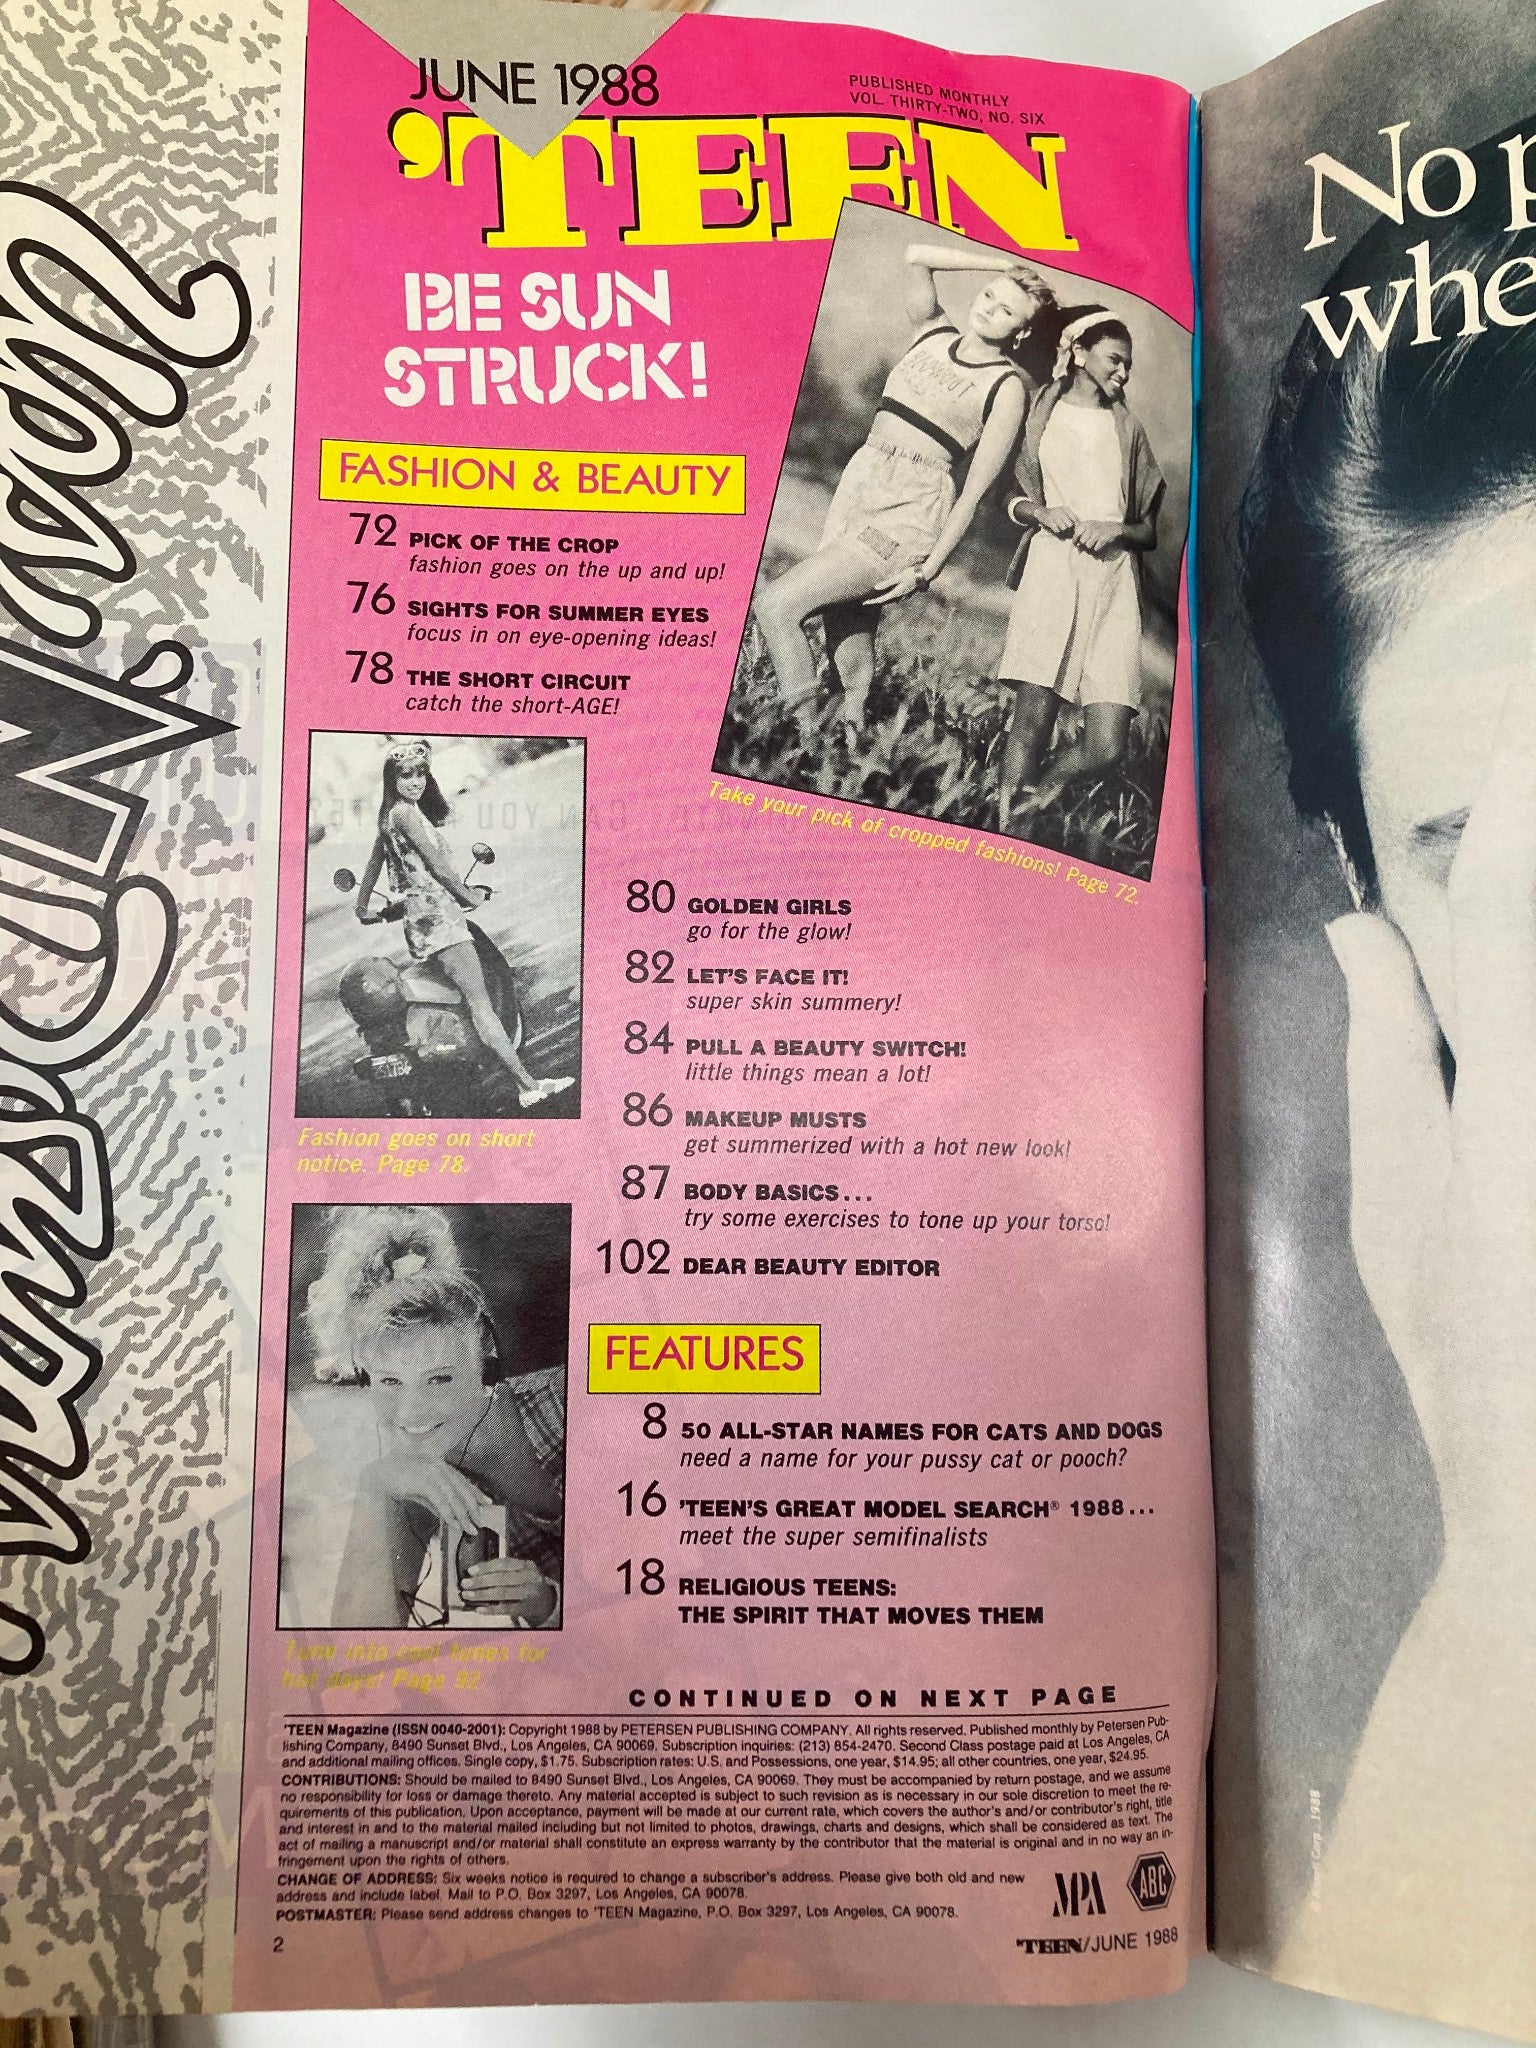 JUNE 1988
PUBLISHED MONTHLY
VOL. THIRTY-TWO, NO. SIX
'TEEN
BE SUN
STRUCK!
FASHION & BEAUTY
72 PICK OF THE CROP
fashion goes on the up and up!
76 SIGHTS FOR SUMMER EYES
focus in on eye-opening ideas!
78 THE SHORT CIRCUIT
catch the short-AGE!
Take your pick of cropped fashions! Page 72.
Fashion goes on short
notice. Page 78.
80 GOLDEN GIRLS
go for the glow!
82 LET'S FACE IT!
super skin summery!
84 PULL A BEAUTY SWITCH!
little things mean a lot!
86 MAKEUP MUSTS
get summerized with a hot new look!
87 BODY BASICS...
try some exercises to tone up your torso!
102 DEAR BEAUTY EDITOR
Tune into cool tunes for
hot days! Page 92
FEATURES
8 50 ALL-STAR NAMES FOR CATS AND DOGS
need a name for your pussy cat or pooch?
16 'TEEN'S GREAT MODEL SEARCH® 1988...
meet the super semifinalists
18 RELIGIOUS TEENS:
THE SPIRIT THAT MOVES THEM
CONTINUED ON NEXT PAGE
'TEEN Magazine (ISSN 0040-2001): Copyright 1988 by PETERSEN PUBLISHING COMPANY. All rights reserved. Published monthly by Petersen Pub-
lishing Company, 8490 Sunset Blvd., Los Angeles, CA 90069. Subscription inquiries: (213) 854-2470. Second Class postage paid at Los Angeles, CA
and additional mailing offices. Single copy, $1.75. Subscription rates: U.S. and Possessions, one year, $14.95; all other countries, one year, $24.95.
CONTRIBUTIONS: Should be mailed to 8490 Sunset Blvd., Los Angeles, CA 90069. They must be accompanied by return postage, and we assume
no responsibility for loss or damage thereto. Any material accepted is subject to such revision as is necessary in our sole discretion to meet the re-
quirements of this publication. Upon acceptance, payment will be made at our current rate, which covers the author's and/or contributor's right, title
and interest in and to the material mailed including but not limited to photos, drawings, charts and designs, which shall be considered as text. The
act of mailing a manuscript and/or material shall constitute an express warranty by the contributor that the material is original and in no way an in-
fringement upon the rights of others.
CHANGE OF ADDRESS: Six weeks notice is required to change a subscriber's address. Please give both old and new
address and include label. Mail to P.O. Box 3297, Los Angeles, CA 90078.
POSTMASTER: Please send address changes to 'TEEN Magazine, P.O. Box 3297, Los Angeles, CA 90078.
MPA
ABC
2
'TEEN/JUNE 1988
No p
whe
Corp. 1988